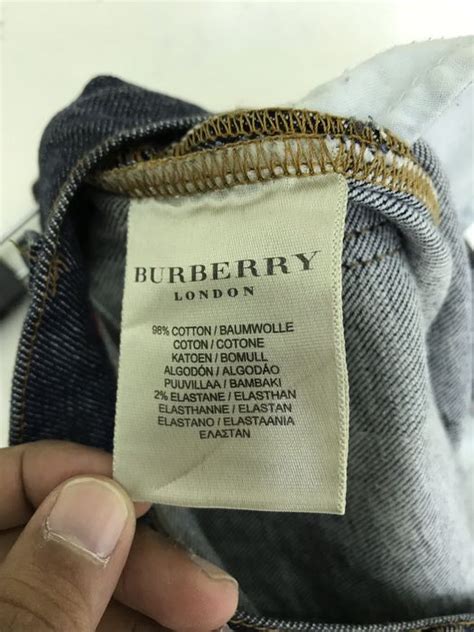 BURBERRY
LONDON
98% COTTON / BAUMWOLLE
COTON / COTONE
KATOEN / BOMULL
ALGODÓN / ALGODÃO
PUUVILLAA / BAMBAKI
2% ELASTANE / ELASTHAN
ELASTHANNE / ELASTAN
ELASTANO / ELASTAANIA
ΕΛΑΣΤΑΝ